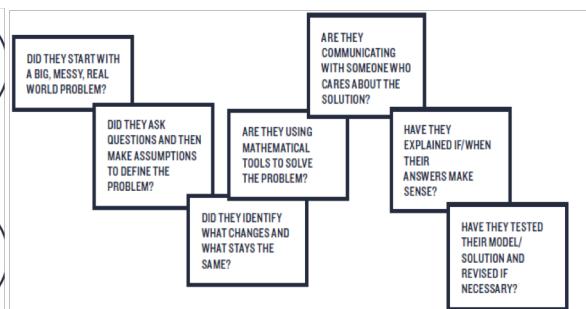 DID THEY START WITH
A BIG, MESSY, REAL
WORLD PROBLEM?
DID THEY ASK
QUESTIONS AND THEN
MAKE ASSUMPTIONS
TO DEFINE THE
PROBLEM?
DID THEY IDENTIFY
WHAT CHANGES AND
WHAT STAYS THE
SAME?
ARE THEY USING
MATHEMATICAL
TOOLS TO SOLVE
THE PROBLEM?
ARE THEY
COMMUNICATING
WITH SOMEONE WHO
CARES ABOUT THE
SOLUTION?
HAVE THEY
EXPLAINED IF/WHEN
THEIR
ANSWERS MAKE
SENSE?
HAVE THEY TESTED
THEIR MODEL/
SOLUTION AND
REVISED IF
NECESSARY?